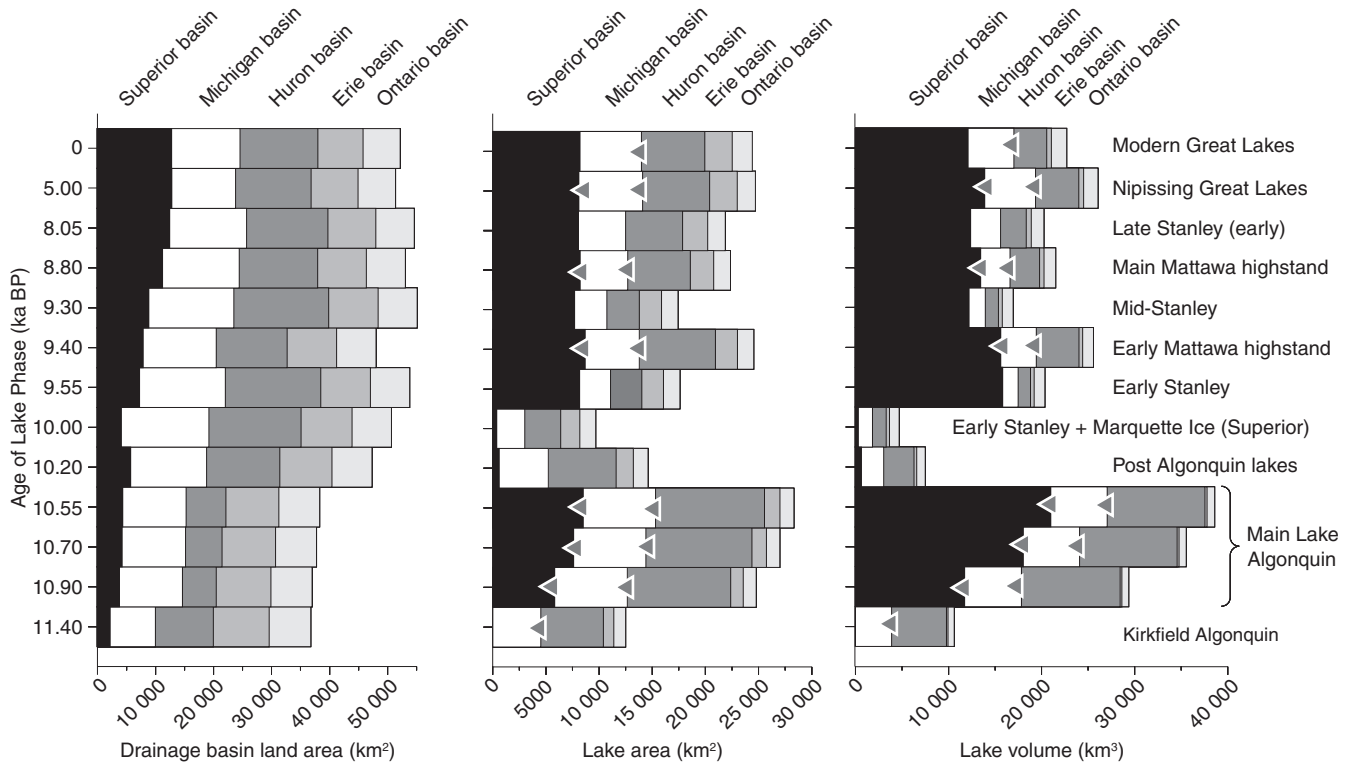 Superior basin
Michigan basin
Huron basin
Erie basin
Ontario basin
Superior basin
Michigan basin
Huron basin
Erie basin
Ontario basin
Superior basin
Michigan basin
Huron basin
Erie basin
Ontario basin
Age of Lake Phase (ka BP)
0
5.00
8.05
8.80
9.30
9.40
9.55
10.00
10.20
10.55
10.70
10.90
11.40
Modern Great Lakes
Nipissing Great Lakes
Late Stanley (early)
Main Mattawa highstand
Mid-Stanley
Early Mattawa highstand
Early Stanley
Early Stanley + Marquette Ice (Superior)
Post Algonquin lakes
Main Lake
Algonquin
Kirkfield Algonquin
0
10 000
20 000
30 000
40 000
50 000
Drainage basin land area (km²)
0
5000
10 000
15 000
20 000
25 000
30 000
Lake area (km²)
0
10 000
20 000
30 000
40 000
Lake volume (km³)